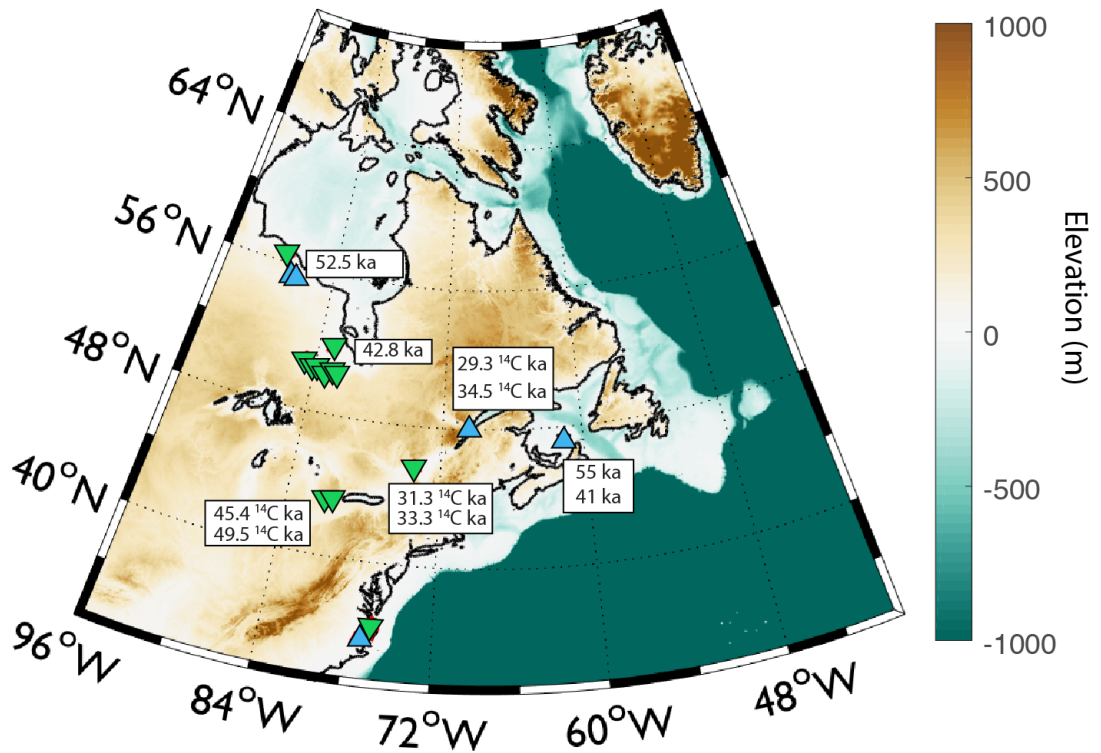 64°N
56°N
48°N
40°N
96°W
84°W
72°W
60°W
48°W
52.5 ka
42.8 ka
29.3 ¹⁴C ka
34.5 ¹⁴C ka
55 ka
41 ka
31.3 ¹⁴C ka
33.3 ¹⁴C ka
45.4 ¹⁴C ka
49.5 ¹⁴C ka
1000
500
0
-500
-1000
Elevation (m)